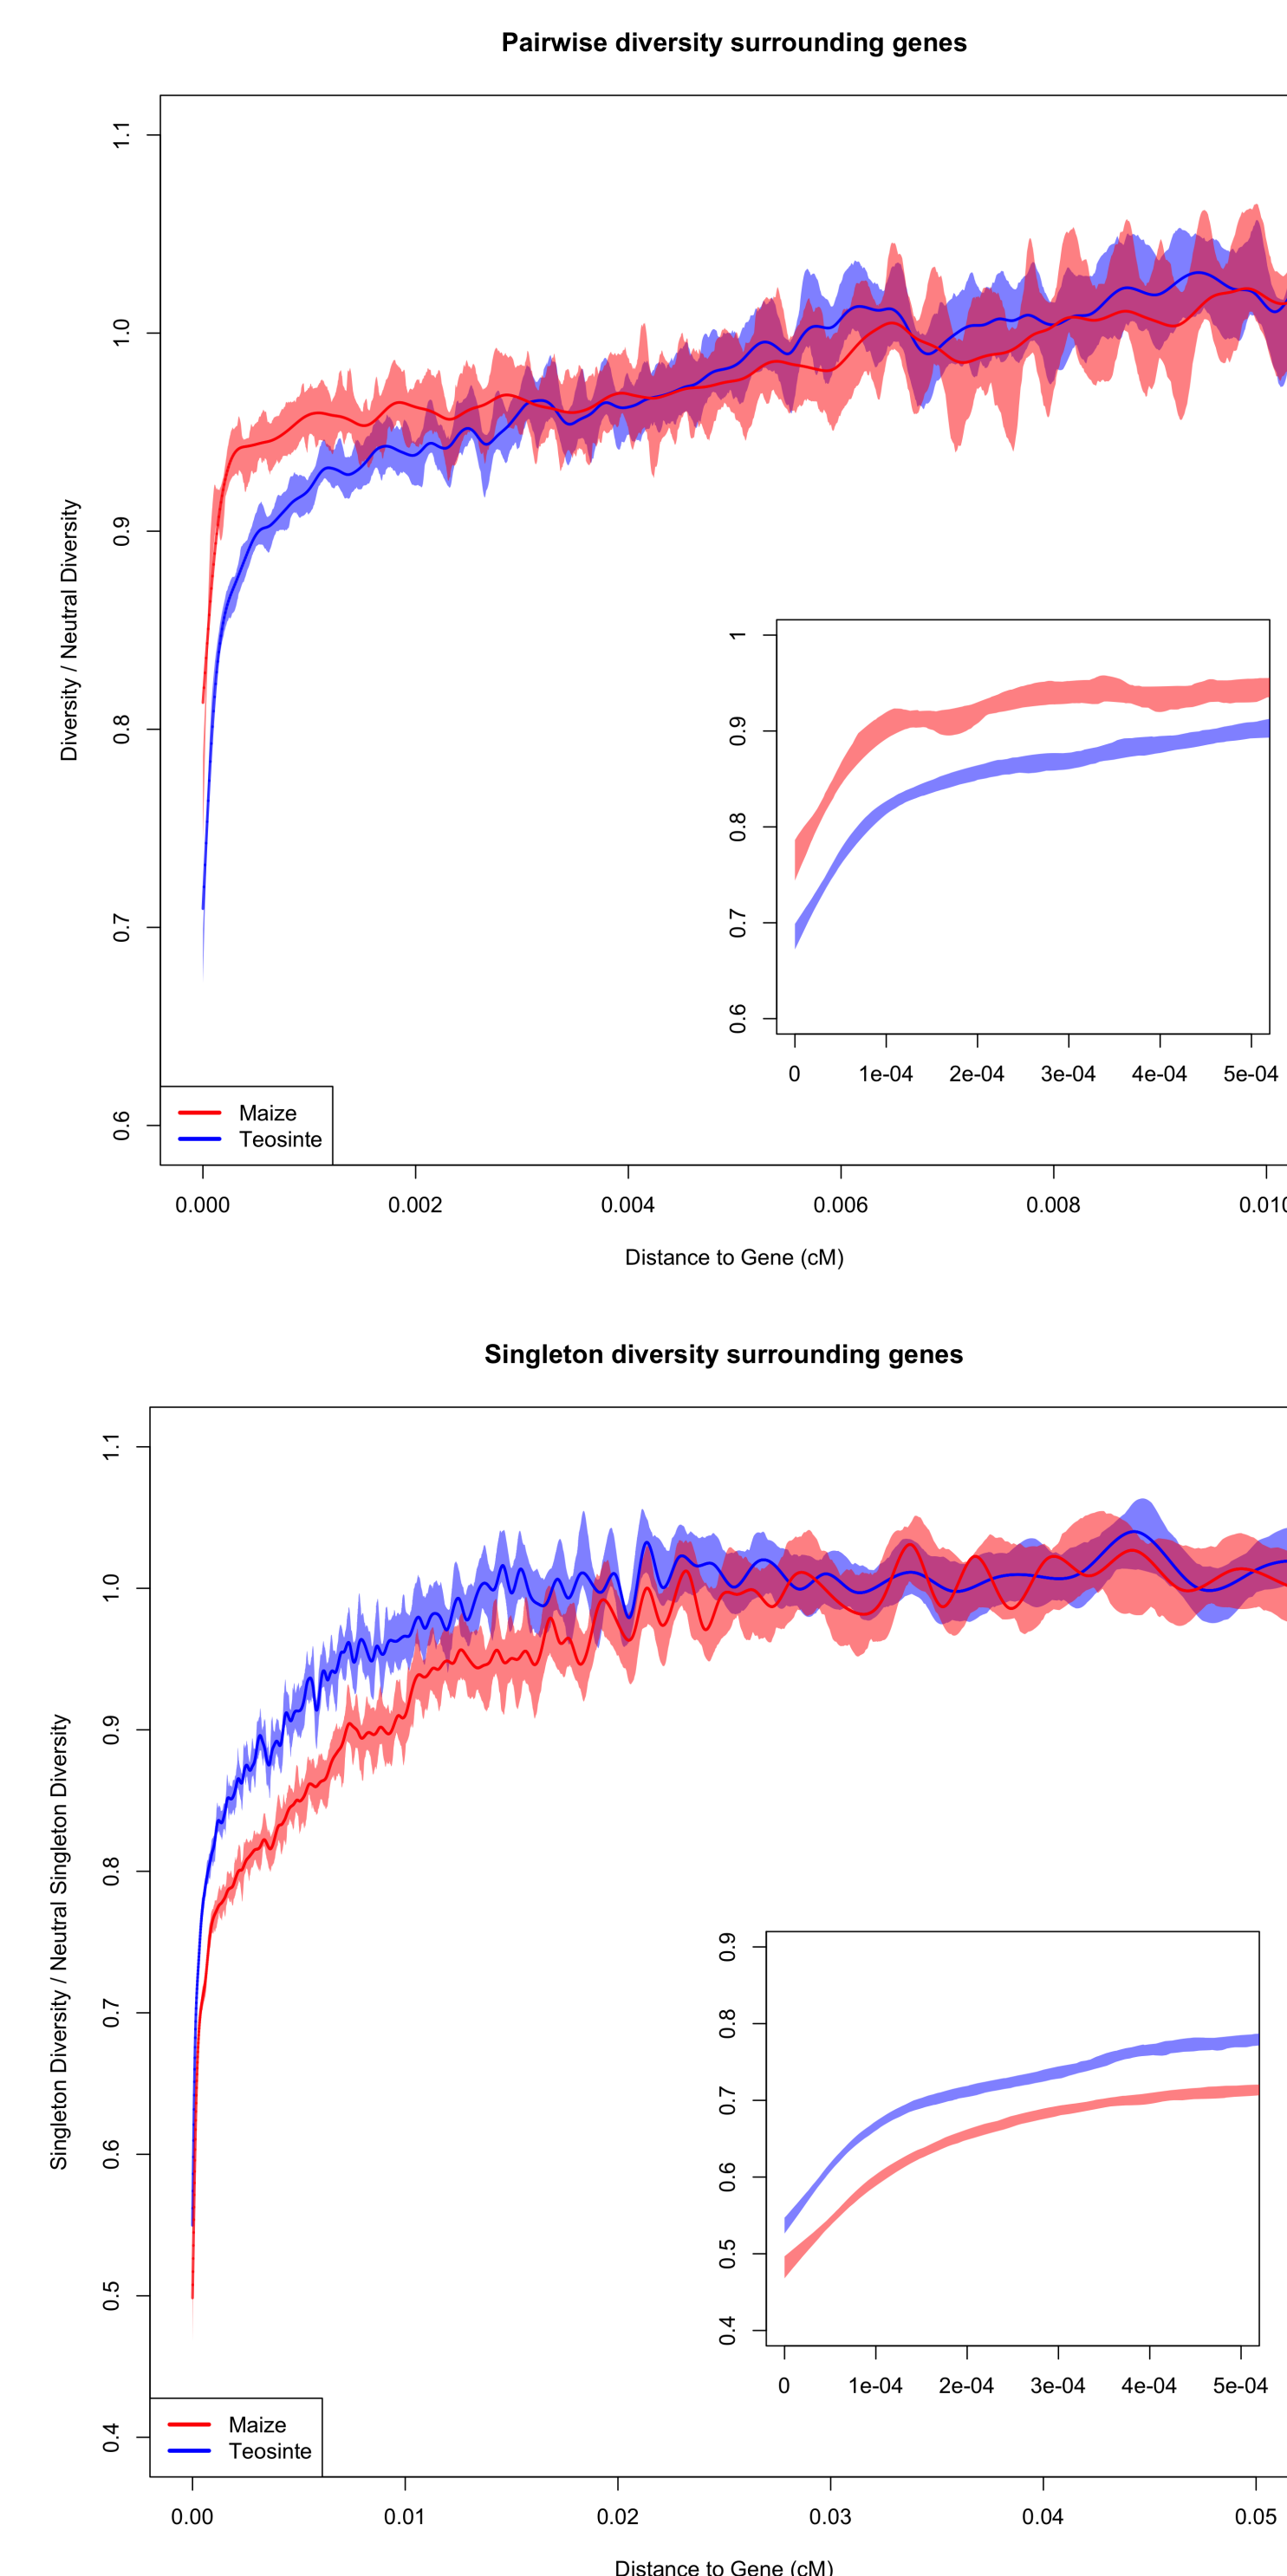 Pairwise diversity surrounding genes
Diversity / Neutral Diversity
1.1
1.0
0.9
0.8
0.7
0.6
1
0.9
0.8
0.7
0.6
0
1e-04
2e-04
3e-04
4e-04
5e-04
Maize
Teosinte
0.000
0.002
0.004
0.006
0.008
0.010
Distance to Gene (cM)
Singleton diversity surrounding genes
Singleton Diversity / Neutral Singleton Diversity
1.1
1.0
0.9
0.8
0.7
0.6
0.5
0.4
0.9
0.8
0.7
0.6
0.5
0.4
0
1e-04
2e-04
3e-04
4e-04
5e-04
Maize
Teosinte
0.00
0.01
0.02
0.03
0.04
0.05
Distance to Gene (cM)